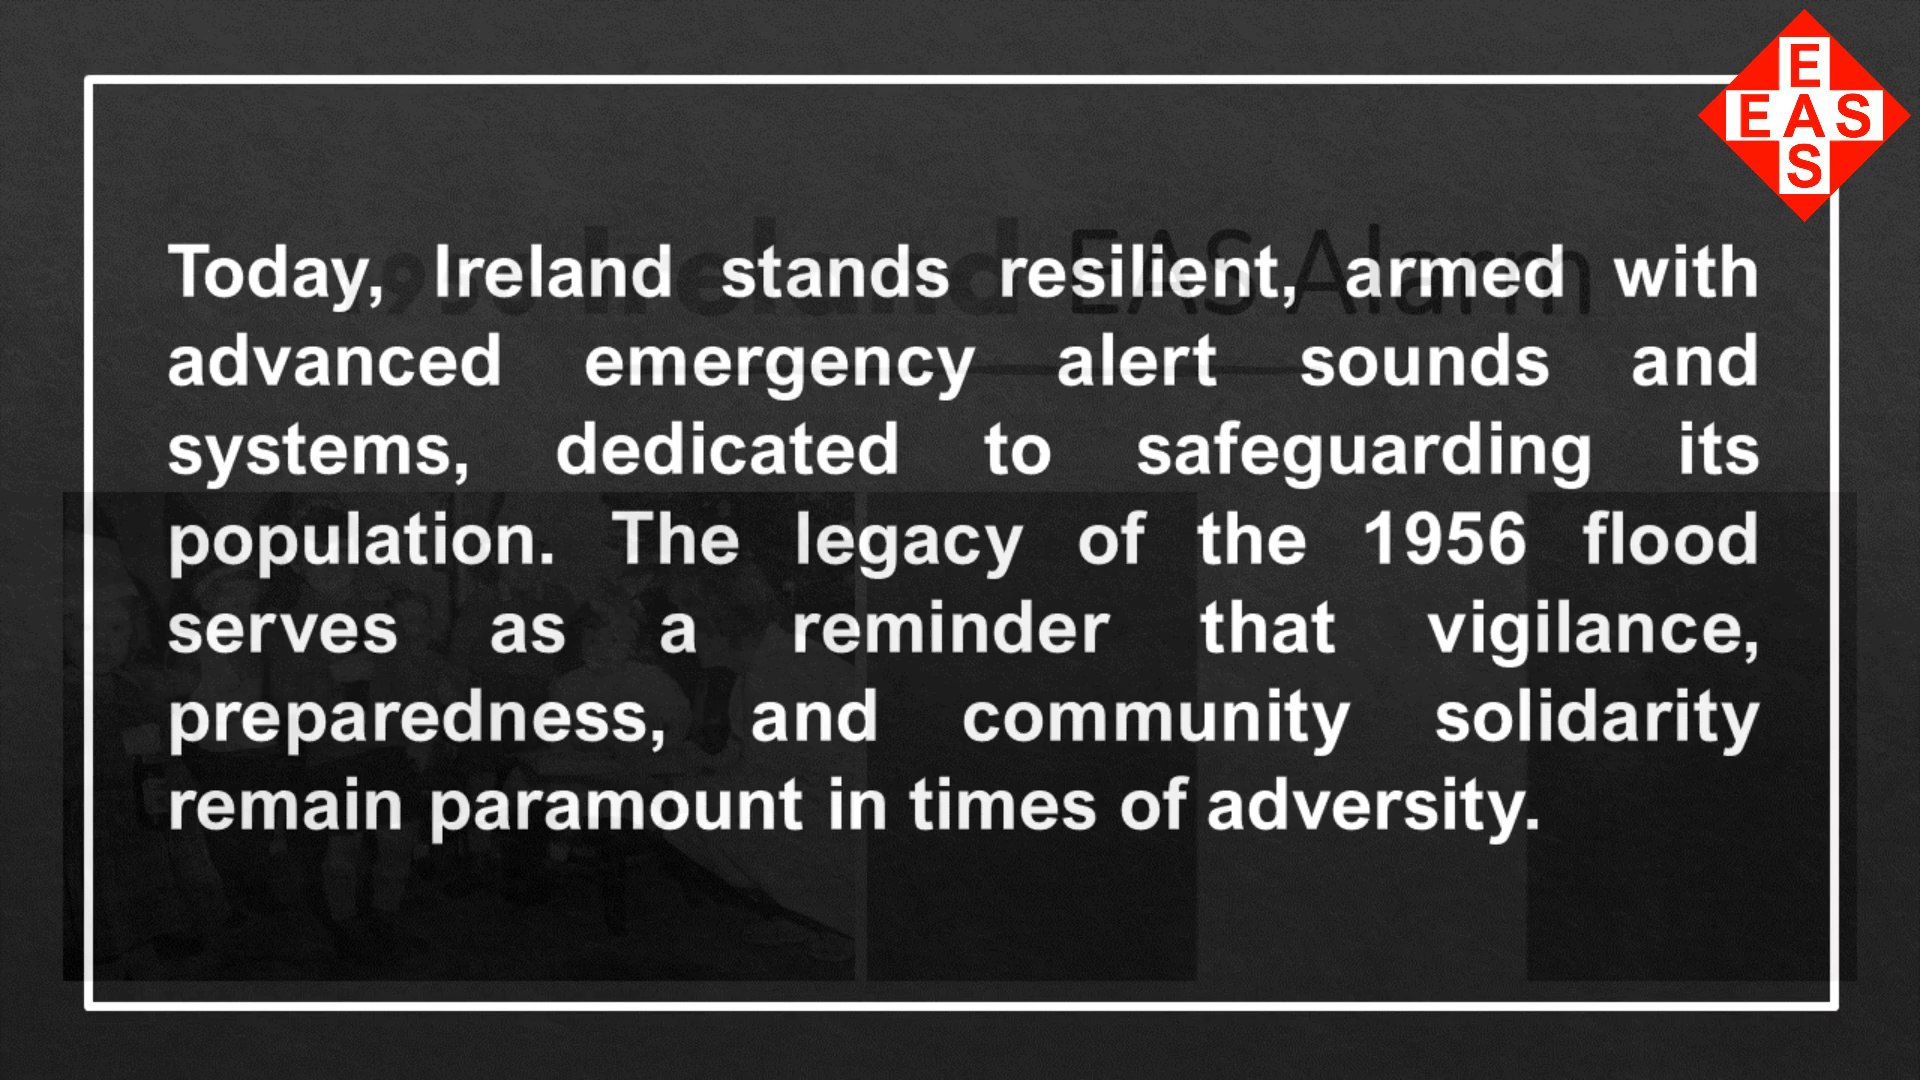 E
E A S
S
Ireland EAS Alarm
Today, Ireland stands resilient, armed with
advanced emergency alert sounds and
systems, dedicated to safeguarding its
population. The legacy of the 1956 flood
serves as a reminder that vigilance,
preparedness, and community solidarity
remain paramount in times of adversity.